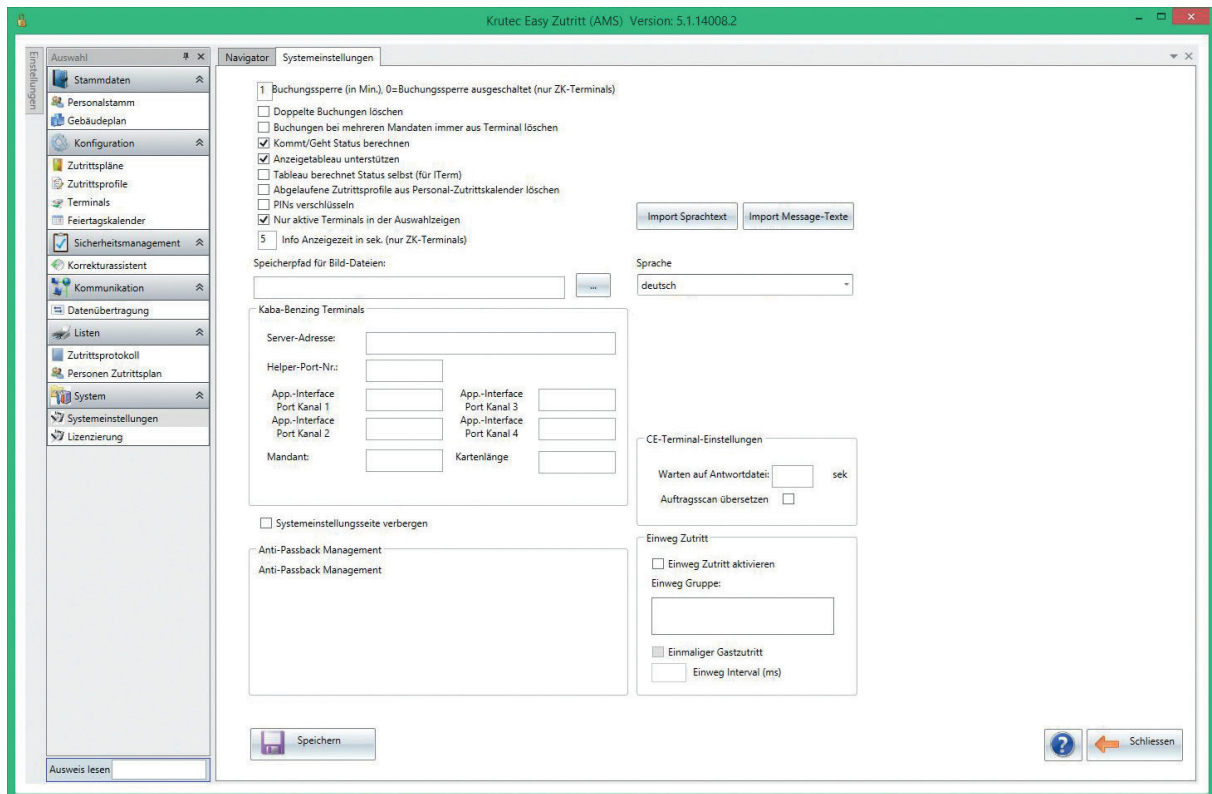 Krutec Easy Zutritt (AMS) Version: 5.1.14008.2
Einstellungen
Auswahl
Stammdaten
Personalstamm
Gebäudeplan
Konfiguration
Zutrittspläne
Zutrittsprofile
Terminals
Feiertagskalender
Sicherheitsmanagement
Korrekturassistent
Kommunikation
Datenübertragung
Listen
Zutrittsprotokoll
Personen Zutrittsplan
System
Systemeinstellungen
Lizenzierung
Ausweis lesen
Navigator Systemeinstellungen
1 Buchungssperre (in Min.), 0=Buchungssperre ausgeschaltet (nur ZK-Terminals)
Doppelte Buchungen löschen
Buchungen bei mehreren Mandaten immer aus Terminal löschen
Kommt/Geht Status berechnen
Anzeigetableau unterstützen
Tableau berechnet Status selbst (für ITerm)
Abgelaufene Zutrittsprofile aus Personal-Zutrittskalender löschen
PINs verschlüseln
Nur aktive Terminals in der Auswahlzeigen
5 Info Anzeigezeit in sek. (nur ZK-Terminals)
Import Sprachtext Import Message-Texte
Speicherpfad für Bild-Dateien:
...
Sprache
deutsch
Kaba-Benzing Terminals
Server-Adresse:
Helper-Port-Nr.:
App.-Interface
Port Kanal 1
App.-Interface
Port Kanal 3
App.-Interface
Port Kanal 2
App.-Interface
Port Kanal 4
Mandant: Kartenlänge
CE-Terminal-Einstellungen
Warten auf Antwortdatei: sek
Auftragsscan übersetzen
Systemeinstellungsseite verbergen
Anti-Passback Management
Anti-Passback Management
Einweg Zutritt
Einweg Zutritt aktivieren
Einweg Gruppe:
Einmaliger Gastzutritt
Einweg Interval (ms)
Speichern
?
Schliessen